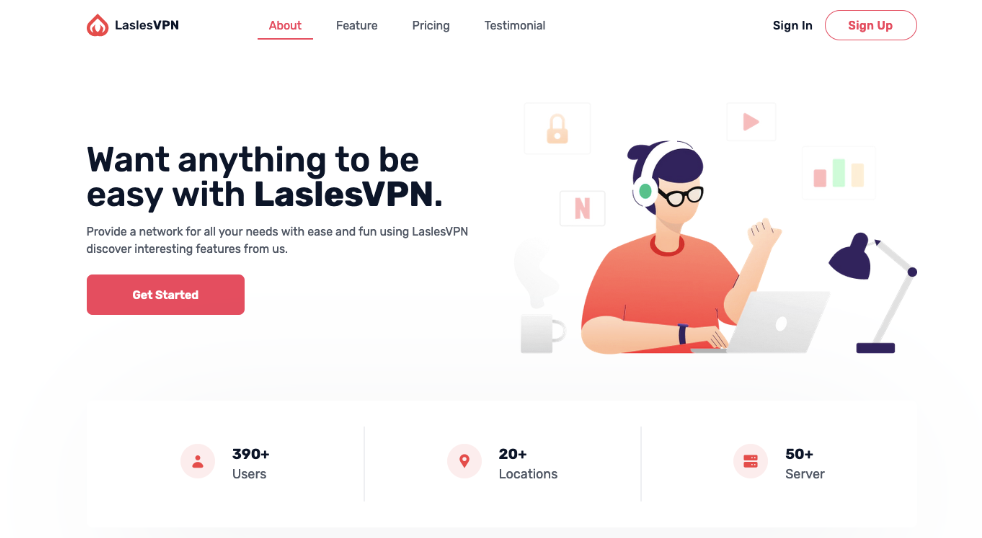 LaslesVPN
About
Feature
Pricing
Testimonial
Sign In
Sign Up
Want anything to be
easy with LaslesVPN.
Provide a network for all your needs with ease and fun using LaslesVPN
discover interesting features from us.
Get Started
N
390+
Users
20+
Locations
50+
Server